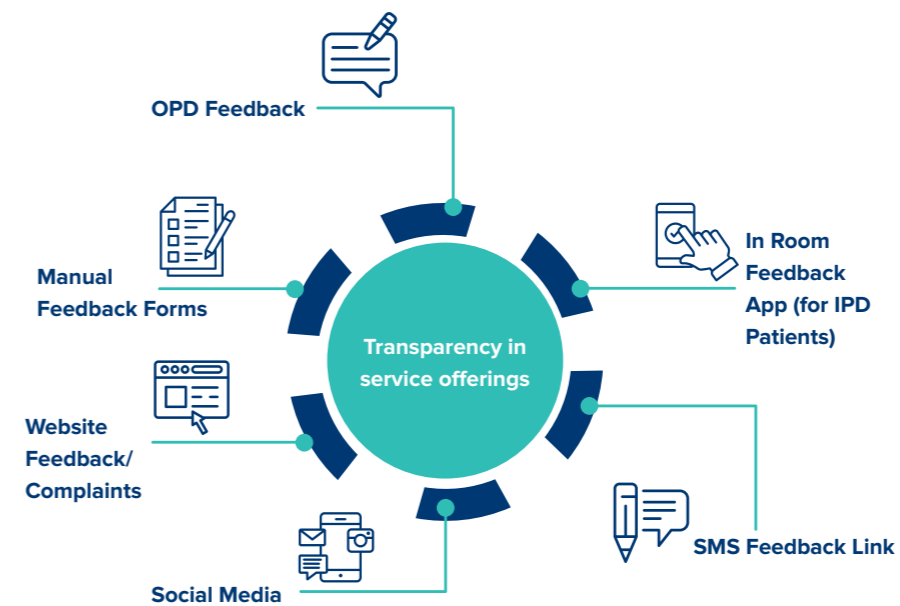 OPD Feedback
In Room
Feedback
App (for IPD
Patients)
Manual
Feedback Forms
Transparency in
service offerings
Website
Feedback/
Complaints
SMS Feedback Link
Social Media